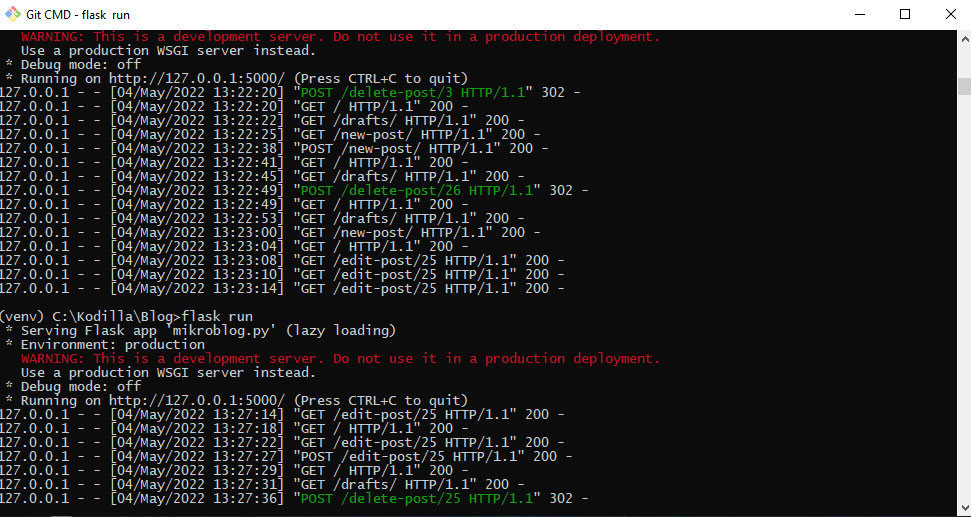 Git CMD - flask run
WARNING: This is a development server. Do not use it in a production deployment.
Use a production WSGI server instead.
* Debug mode: off
* Running on http://127.0.0.1:5000/ (Press CTRL+C to quit)
127.0.0.1 - - [04/May/2022 13:22:20] "POST /delete-post/3 HTTP/1.1" 302 -
127.0.0.1 - - [04/May/2022 13:22:20] "GET / HTTP/1.1" 200 -
127.0.0.1 - - [04/May/2022 13:22:22] "GET /drafts/ HTTP/1.1" 200 -
127.0.0.1 - - [04/May/2022 13:22:25] "GET /new-post/ HTTP/1.1" 200 -
127.0.0.1 - - [04/May/2022 13:22:38] "POST /new-post/ HTTP/1.1" 200 -
127.0.0.1 - - [04/May/2022 13:22:41] "GET / HTTP/1.1" 200 -
127.0.0.1 - - [04/May/2022 13:22:45] "GET /drafts/ HTTP/1.1" 200 -
127.0.0.1 - - [04/May/2022 13:22:49] "POST /delete-post/26 HTTP/1.1" 302 -
127.0.0.1 - - [04/May/2022 13:22:49] "GET / HTTP/1.1" 200 -
127.0.0.1 - - [04/May/2022 13:22:53] "GET /drafts/ HTTP/1.1" 200 -
127.0.0.1 - - [04/May/2022 13:23:00] "GET /new-post/ HTTP/1.1" 200 -
127.0.0.1 - - [04/May/2022 13:23:04] "GET / HTTP/1.1" 200 -
127.0.0.1 - - [04/May/2022 13:23:08] "GET /edit-post/25 HTTP/1.1" 200 -
127.0.0.1 - - [04/May/2022 13:23:10] "GET /edit-post/25 HTTP/1.1" 200 -
127.0.0.1 - - [04/May/2022 13:23:14] "GET /edit-post/25 HTTP/1.1" 200 -
(venv) C:\Kodilla\Blog>flask run
* Serving Flask app 'mikroblog.py' (lazy loading)
* Environment: production
WARNING: This is a development server. Do not use it in a production deployment.
Use a production WSGI server instead.
* Debug mode: off
* Running on http://127.0.0.1:5000/ (Press CTRL+C to quit)
127.0.0.1 - - [04/May/2022 13:27:14] "GET /edit-post/25 HTTP/1.1" 200 -
127.0.0.1 - - [04/May/2022 13:27:18] "GET / HTTP/1.1" 200 -
127.0.0.1 - - [04/May/2022 13:27:22] "GET /edit-post/25 HTTP/1.1" 200 -
127.0.0.1 - - [04/May/2022 13:27:27] "POST /edit-post/25 HTTP/1.1" 200 -
127.0.0.1 - - [04/May/2022 13:27:29] "GET / HTTP/1.1" 200 -
127.0.0.1 - - [04/May/2022 13:27:31] "GET /drafts/ HTTP/1.1" 200 -
127.0.0.1 - - [04/May/2022 13:27:36] "POST /delete-post/25 HTTP/1.1" 302 -